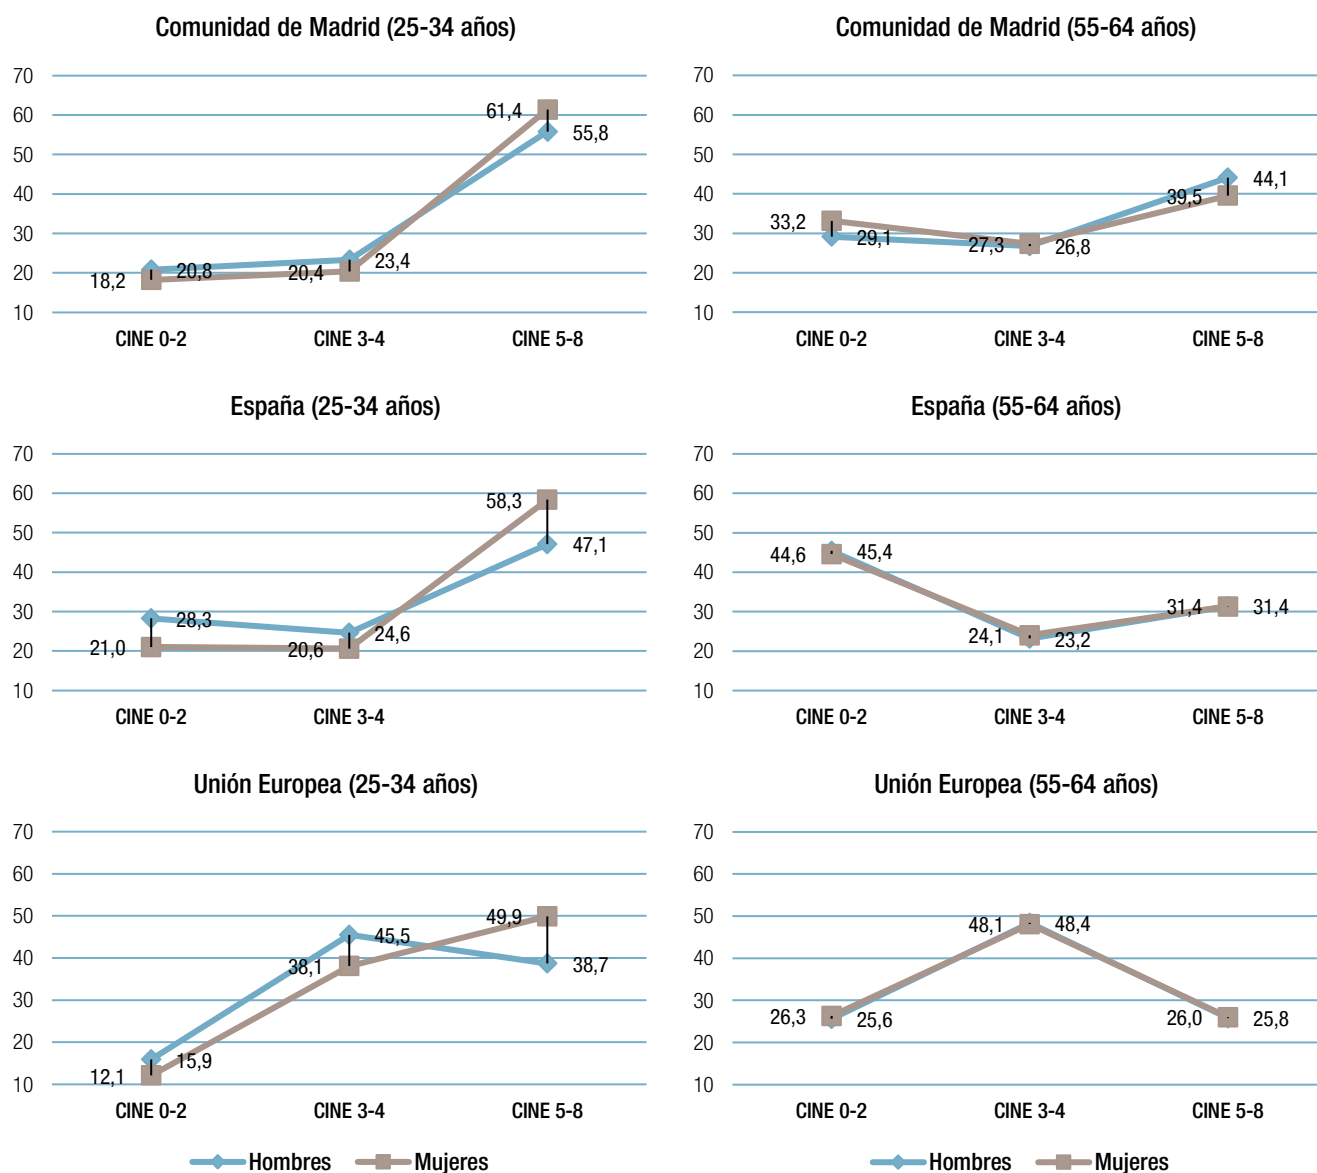 Comunidad de Madrid (25-34 años)
70
60
50
40
30
20
10
61,4
55,8
18,2
20,8
20,4
23,4
CINE 0-2
CINE 3-4
CINE 5-8
Comunidad de Madrid (55-64 años)
70
60
50
40
30
20
10
33,2
29,1
27,3
26,8
39,5
44,1
CINE 0-2
CINE 3-4
CINE 5-8
España (25-34 años)
70
60
50
40
30
20
10
58,3
47,1
21,0
28,3
20,6
24,6
CINE 0-2
CINE 3-4
España (55-64 años)
70
60
50
40
30
20
10
44,6
45,4
24,1
23,2
31,4
31,4
CINE 0-2
CINE 3-4
CINE 5-8
Unión Europea (25-34 años)
70
60
50
40
30
20
10
12,1
15,9
38,1
45,5
49,9
38,7
CINE 0-2
CINE 3-4
CINE 5-8
Hombres
Mujeres
Unión Europea (55-64 años)
70
60
50
40
30
20
10
26,3
25,6
48,1
48,4
26,0
25,8
CINE 0-2
CINE 3-4
CINE 5-8
Hombres
Mujeres